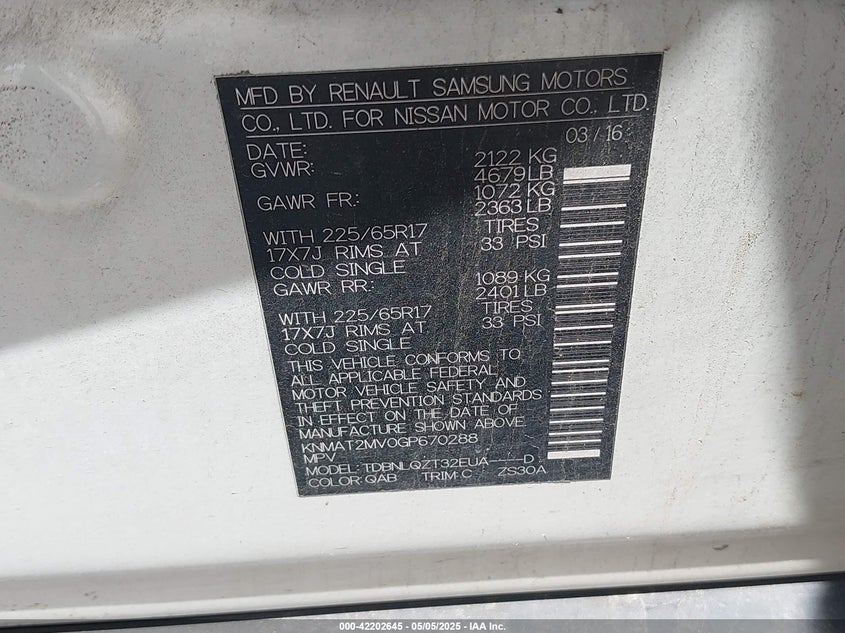 MFD BY RENAULT SAMSUNG MOTORS
CO., LTD. FOR NISSAN MOTOR CO., LTD.
DATE: 03/16
GVWR: 2122 KG
4679LB
GAWR FR.: 1072 KG
2363 LB
WITH 225/65R17 TIRES
17X7J RIMS AT 33 PSI
COLD SINGLE
GAWR RR.: 1089 KG
2401 LB
WITH 225/65R17 TIRES
17X7J RIMS AT 33 PSI
COLD SINGLE
THIS VEHICLE CONFORMS TO
ALL APPLICABLE FEDERAL
MOTOR VEHICLE SAFETY AND
THEFT PREVENTION STANDARDS
IN EFFECT ON THE DATE OF
MANUFACTURE SHOWN ABOVE
KNMAT2MV0GP670288
MPV
MODEL: TDBNLQZT32EUA----D
COLOR: QAB TRIM:C ZS30A
000-42202645 - 05/05/2025 - IAA Inc.